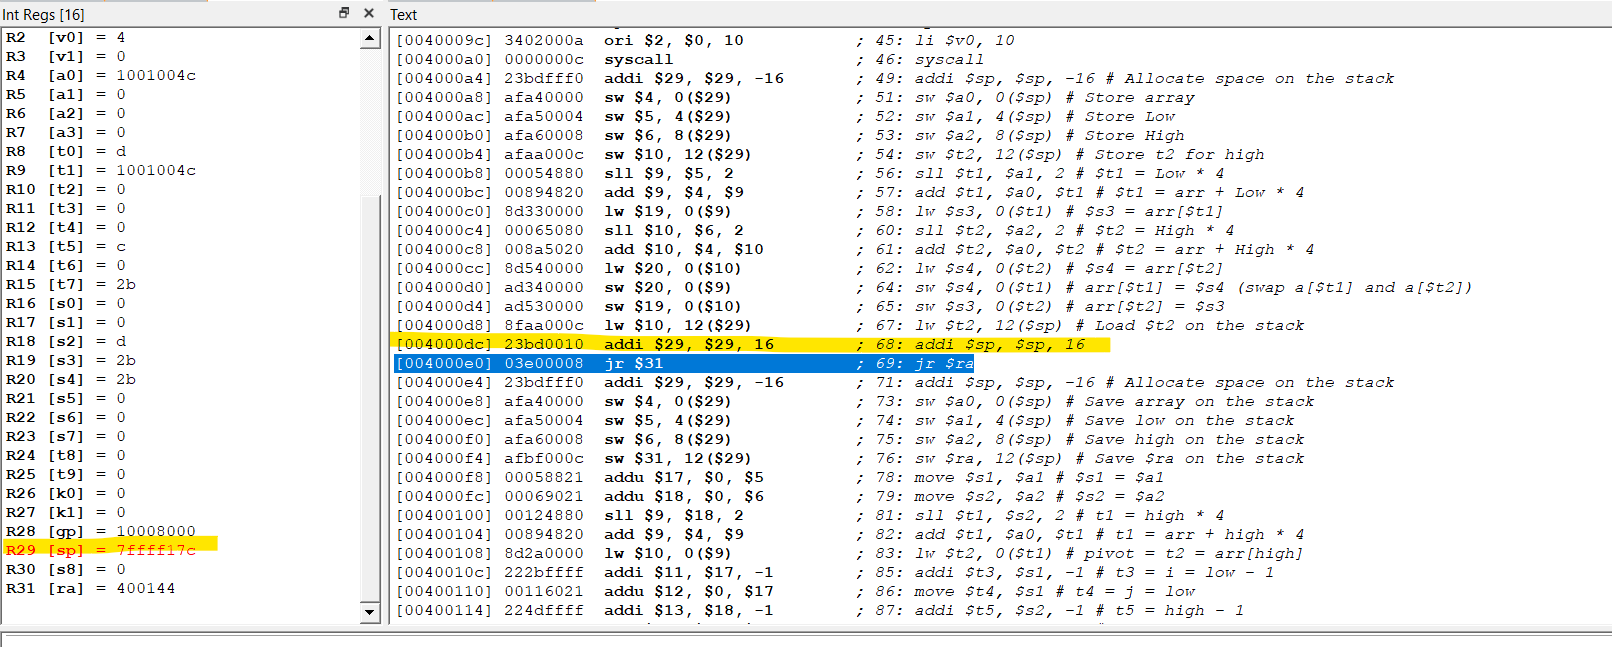 Int Regs [16]
R2 [v0] = 4
R3 [v1] = 0
R4 [a0] = 1001004c
R5 [a1] = 0
R6 [a2] = 0
R7 [a3] = 0
R8 [t0] = d
R9 [t1] = 1001004c
R10 [t2] = 0
R11 [t3] = 0
R12 [t4] = 0
R13 [t5] = c
R14 [t6] = 0
R15 [t7] = 2b
R16 [s0] = 0
R17 [s1] = 0
R18 [s2] = d
R19 [s3] = 2b
R20 [s4] = 2b
R21 [s5] = 0
R22 [s6] = 0
R23 [s7] = 0
R24 [t8] = 0
R25 [t9] = 0
R26 [k0] = 0
R27 [k1] = 0
R28 [gp] = 10008000
R29 [sp] = 7ffff17c
R30 [s8] = 0
R31 [ra] = 400144
Text
[0040009c] 3402000a ori $2, $0, 10 ; 45: li $v0, 10
[004000a0] 0000000c syscall ; 46: syscall
[004000a4] 23bdfff0 addi $29, $29, -16 ; 49: addi $sp, $sp, -16 # Allocate space on the stack
[004000a8] afa40000 sw $4, 0($29) ; 51: sw $a0, 0($sp) # Store array
[004000ac] afa50004 sw $5, 4($29) ; 52: sw $a1, 4($sp) # Store Low
[004000b0] afa60008 sw $6, 8($29) ; 53: sw $a2, 8($sp) # Store High
[004000b4] afaa000c sw $10, 12($29) ; 54: sw $t2, 12($sp) # Store t2 for high
[004000b8] 00054880 sll $9, $5, 2 ; 56: sll $t1, $a1, 2 # $t1 = Low * 4
[004000bc] 00894820 add $9, $4, $9 ; 57: add $t1, $a0, $t1 # $t1 = arr + Low * 4
[004000c0] 8d330000 lw $19, 0($9) ; 58: lw $s3, 0($t1) # $s3 = arr[$t1]
[004000c4] 00065080 sll $10, $6, 2 ; 60: sll $t2, $a2, 2 # $t2 = High * 4
[004000c8] 008a5020 add $10, $4, $10 ; 61: add $t2, $a0, $t2 # $t2 = arr + High * 4
[004000cc] 8d540000 lw $20, 0($10) ; 62: lw $s4, 0($t2) # $s4 = arr[$t2]
[004000d0] ad340000 sw $20, 0($9) ; 64: sw $s4, 0($t1) # arr[$t1] = $s4 (swap a[$t1] and a[$t2])
[004000d4] ad530000 sw $19, 0($10) ; 65: sw $s3, 0($t2) # arr[$t2] = $s3
[004000d8] 8faa000c lw $10, 12($29) ; 67: lw $t2, 12($sp) # Load $t2 on the stack
[004000dc] 23bd0010 addi $29, $29, 16 ; 68: addi $sp, $sp, 16
[004000e0] 03e00008 jr $31 ; 69: jr $ra
[004000e4] 23bdfff0 addi $29, $29, -16 ; 71: addi $sp, $sp, -16 # Allocate space on the stack
[004000e8] afa40000 sw $4, 0($29) ; 73: sw $a0, 0($sp) # Save array on the stack
[004000ec] afa50004 sw $5, 4($29) ; 74: sw $a1, 4($sp) # Save low on the stack
[004000f0] afa60008 sw $6, 8($29) ; 75: sw $a2, 8($sp) # Save high on the stack
[004000f4] afbf000c sw $31, 12($29) ; 76: sw $ra, 12($sp) # Save $ra on the stack
[004000f8] 00058821 addu $17, $0, $5 ; 78: move $s1, $a1 # $s1 = $a1
[004000fc] 00069021 addu $18, $0, $6 ; 79: move $s2, $a2 # $s2 = $a2
[00400100] 00124880 sll $9, $18, 2 ; 81: sll $t1, $s2, 2 # t1 = high * 4
[00400104] 00894820 add $9, $4, $9 ; 82: add $t1, $a0, $t1 # t1 = arr + high * 4
[00400108] 8d2a0000 lw $10, 0($9) ; 83: lw $t2, 0($t1) # pivot = t2 = arr[high]
[0040010c] 222bffff addi $11, $17, -1 ; 85: addi $t3, $s1, -1 # t3 = i = low - 1
[00400110] 00116021 addu $12, $0, $17 ; 86: move $t4, $s1 # t4 = j = low
[00400114] 224dffff addi $13, $18, -1 ; 87: addi $t5, $s2, -1 # t5 = high - 1